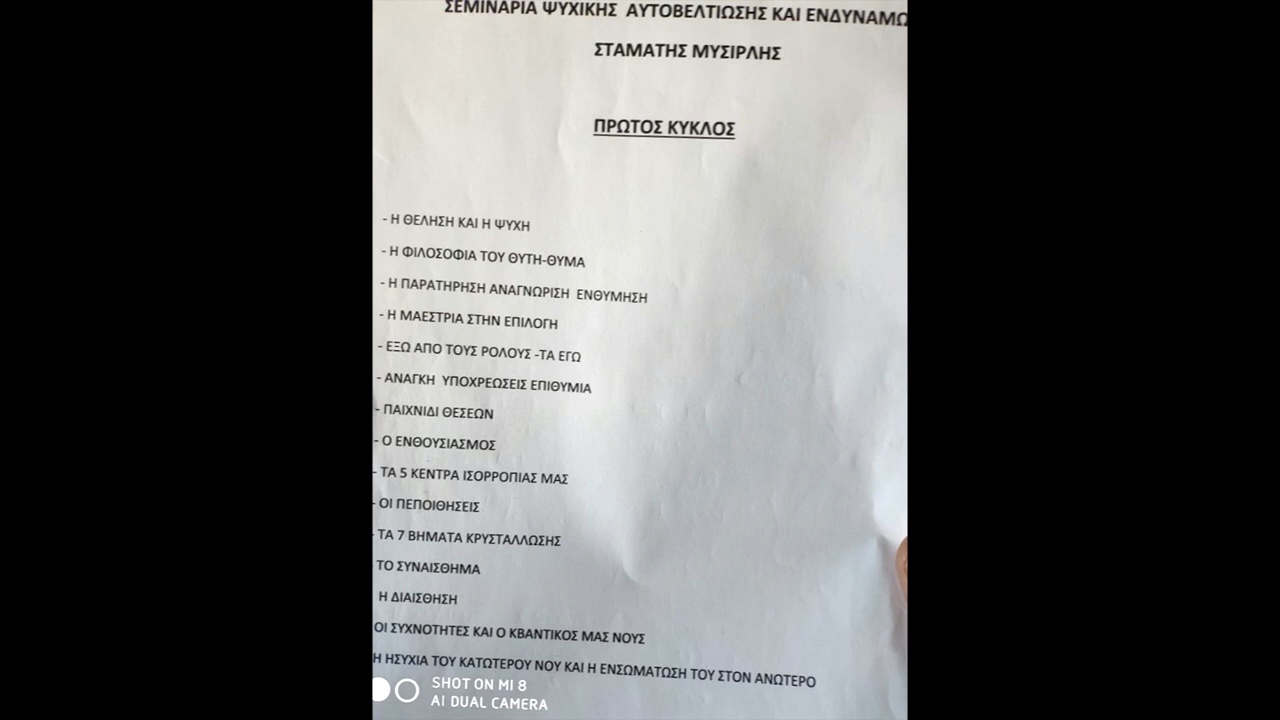 ΣΕΜΙΝΑΡΙΑ ΨΥΧΙΚΗΣ ΑΥΤΟΒΕΛΤΙΩΣΗΣ ΚΑΙ ΕΝΔΥΝΑΜΩ
ΣΤΑΜΑΤΗΣ ΜΥΣΙΡΛΗΣ
ΠΡΩΤΟΣ ΚΥΚΛΟΣ
- Η ΘΕΛΗΣΗ ΚΑΙ Η ΨΥΧΗ
- Η ΦΙΛΟΣΟΦΙΑ ΤΟΥ ΘΥΤΗ-ΘΥΜΑ
- Η ΠΑΡΑΤΗΡΗΣΗ ΑΝΑΓΝΩΡΙΣΗ ΕΝΘΥΜΗΣΗ
- Η ΜΑΕΣΤΡΙΑ ΣΤΗΝ ΕΠΙΛΟΓΗ
- ΕΞΩ ΑΠΟ ΤΟΥΣ ΡΟΛΟΥΣ -ΤΑ ΕΓΩ
- ΑΝΑΓΚΗ ΥΠΟΧΡΕΩΣΕΙΣ ΕΠΙΘΥΜΙΑ
- ΠΑΙΧΝΙΔΙ ΘΕΣΕΩΝ
- Ο ΕΝΘΟΥΣΙΑΣΜΟΣ
- ΤΑ 5 ΚΕΝΤΡΑ ΙΣΟΡΡΟΠΙΑΣ ΜΑΣ
- ΟΙ ΠΕΠΟΙΘΗΣΕΙΣ
- ΤΑ 7 ΒΗΜΑΤΑ ΚΡΥΣΤΑΛΛΩΣΗΣ
ΤΟ ΣΥΝΑΙΣΘΗΜΑ
Η ΔΙΑΙΣΘΗΣΗ
ΟΙ ΣΥΧΝΟΤΗΤΕΣ ΚΑΙ Ο ΚΒΑΝΤΙΚΟΣ ΜΑΣ ΝΟΥΣ
Η ΗΣΥΧΙΑ ΤΟΥ ΚΑΤΩΤΕΡΟΥ ΝΟΥ ΚΑΙ Η ΕΝΣΩΜΑΤΩΣΗ ΤΟΥ ΣΤΟΝ ΑΝΩΤΕΡΟ
SHOT ON MI 8
AI DUAL CAMERA